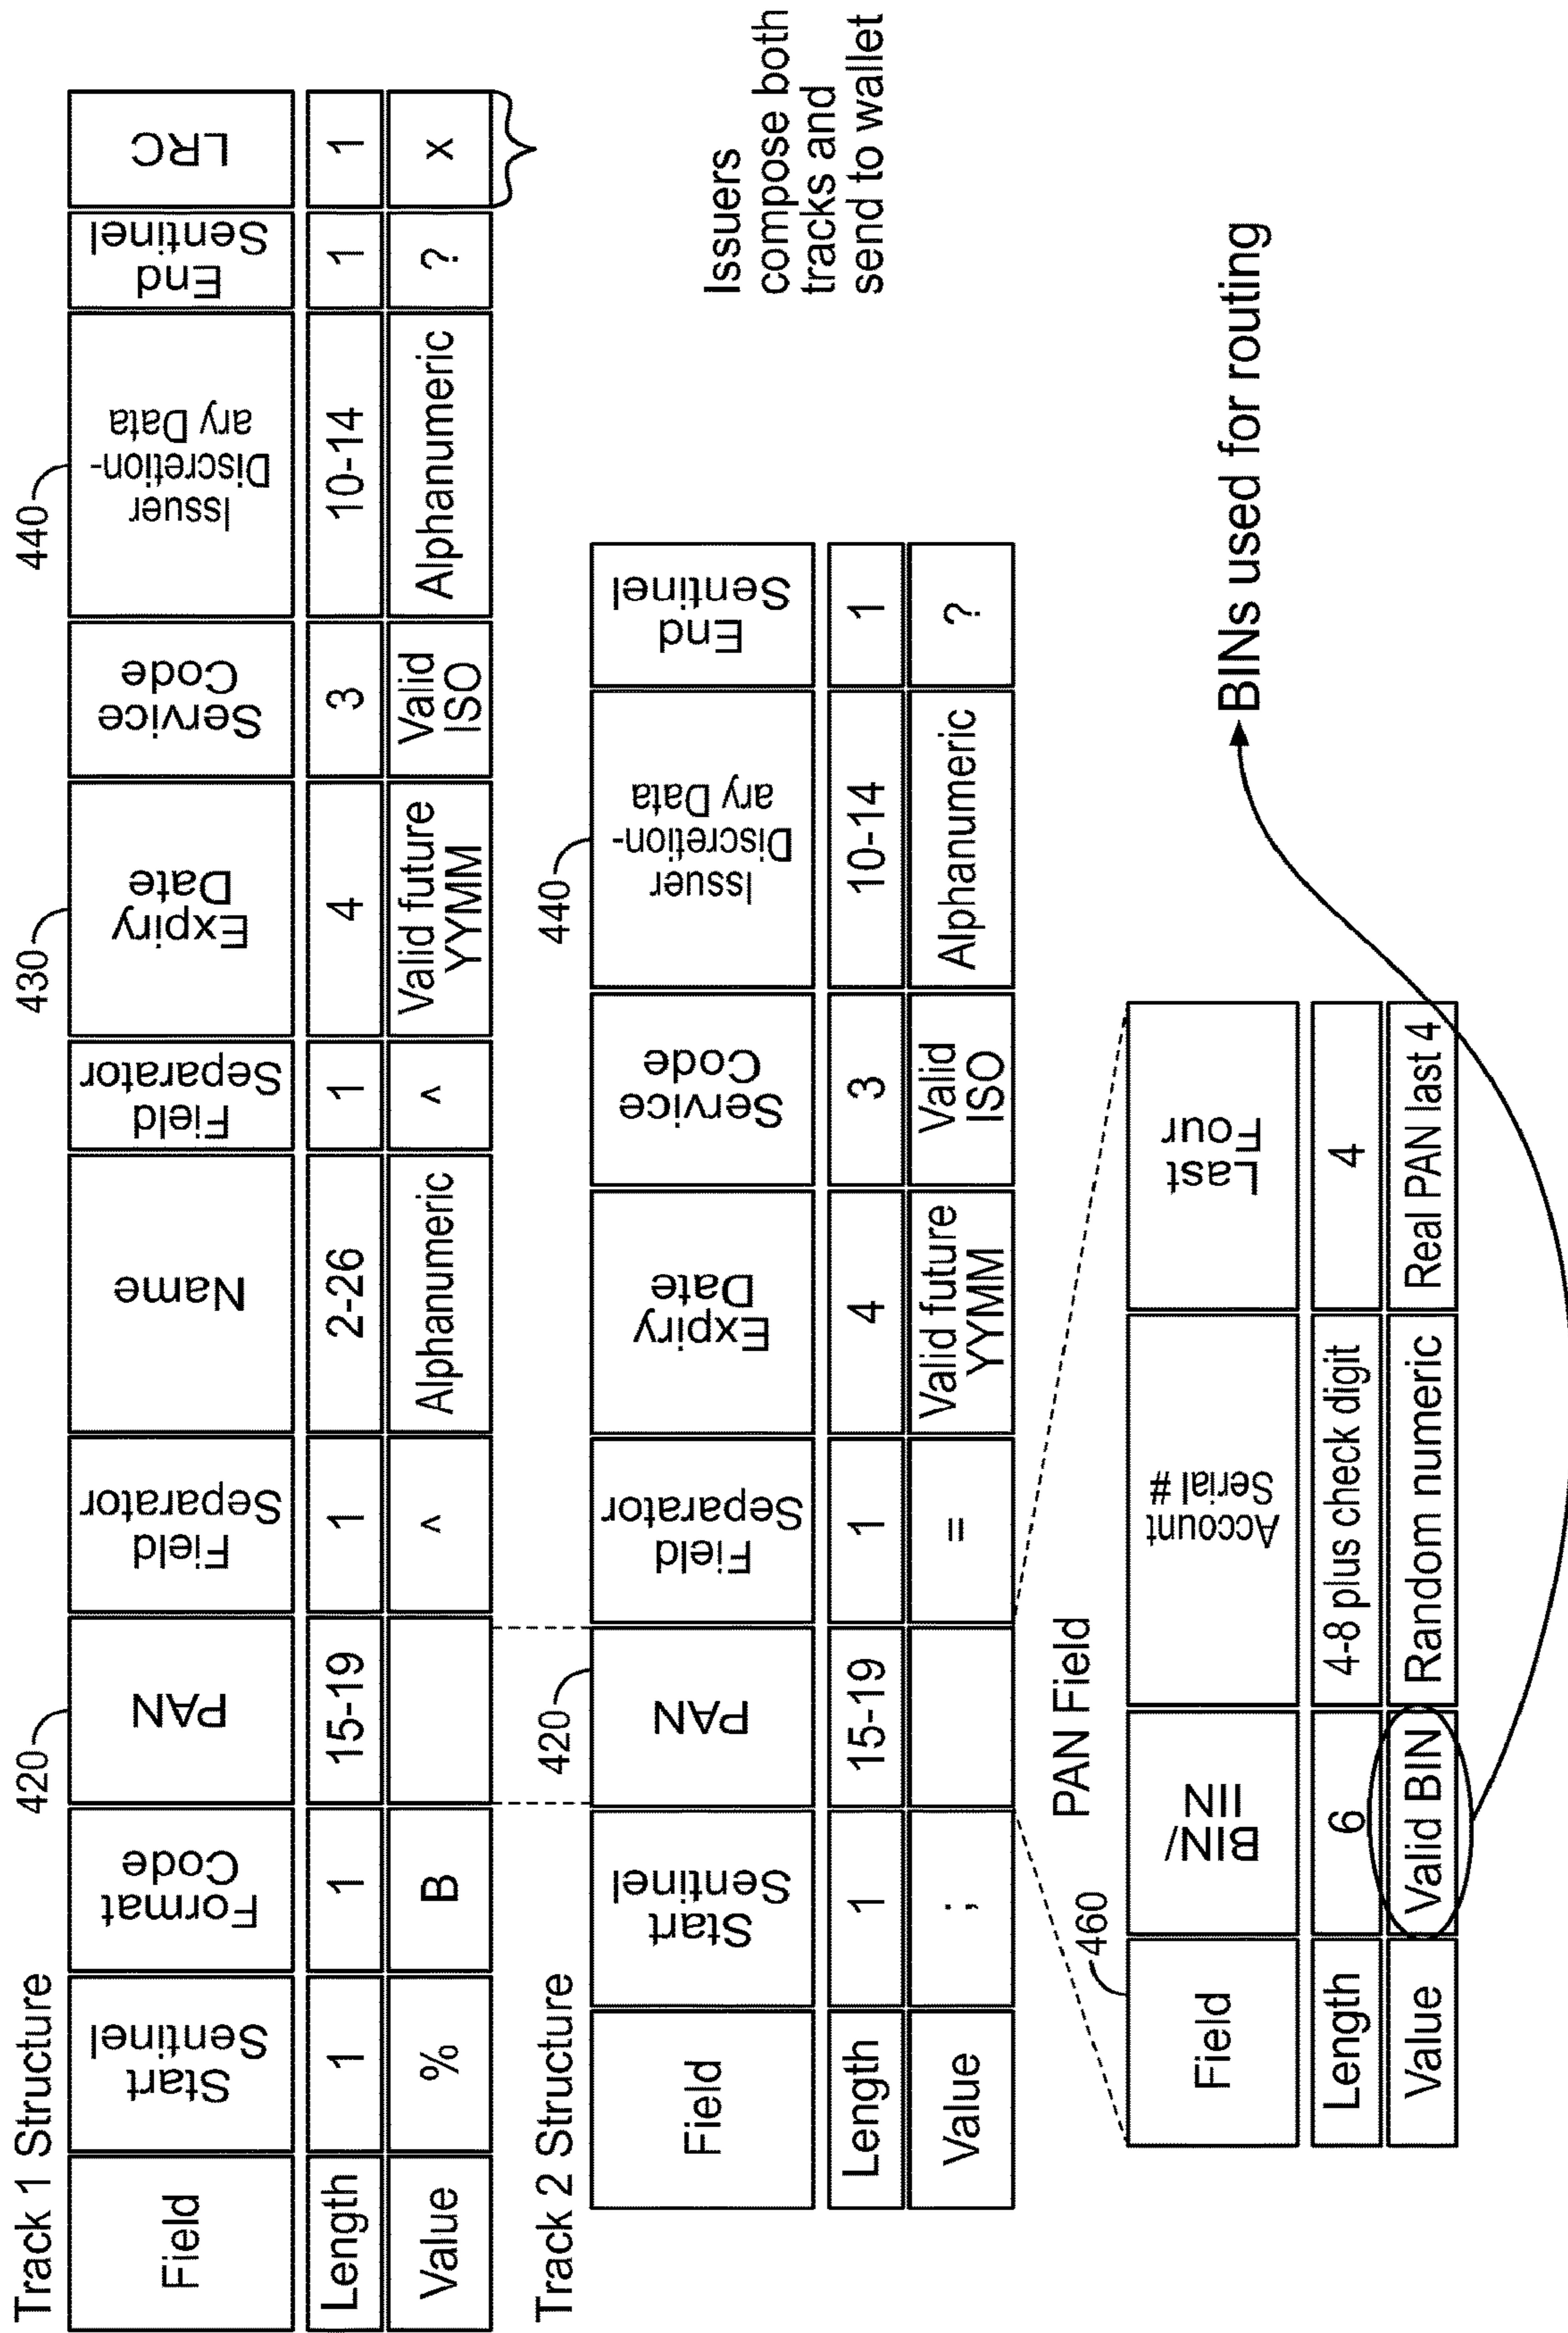 Track 1 Structure
420
430
440
Field
Start
Sentinel
Format
Code
PAN
Field
Separator
Name
Field
Separator
Expiry
Date
Service
Code
Issuer
Discretion-
ary Data
End
Sentinel
LRC
Length
1
1
15-19
1
2-26
1
4
3
10-14
1
1
Value
%
B
^
Alphanumeric
^
Valid future
YYMM
Valid
ISO
Alphanumeric
?
x
Track 2 Structure
420
440
Field
Start
Sentinel
PAN
Field
Separator
Expiry
Date
Service
Code
Issuer
Discretion-
ary Data
End
Sentinel
Length
1
15-19
1
4
3
10-14
1
Value
;
=
Valid future
YYMM
Valid
ISO
Alphanumeric
?
Issuers
compose both
tracks and
send to wallet
PAN Field
460
Field
BIN/
IIN
Account
Serial #
Last
Four
Length
6
4-8 plus check digit
4
Value
Valid BIN
Random numeric
Real PAN last 4
BINs used for routing